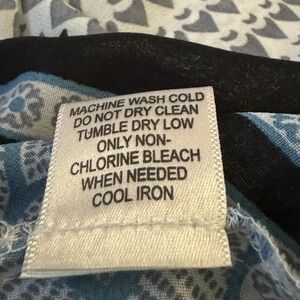 MACHINE WASH COLD
DO NOT DRY CLEAN
TUMBLE DRY LOW
ONLY NON-
CHLORINE BLEACH
WHEN NEEDED
COOL IRON